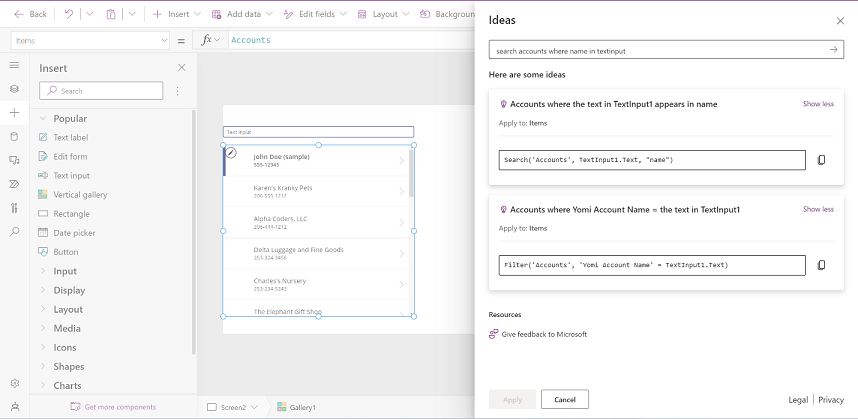 Back
Insert
Add data
Edit fields
Layout
Background
Items
=
fx
Accounts
Insert
Search
Popular
Text label
Edit form
Text input
Vertical gallery
Rectangle
Date picker
Button
Input
Display
Layout
Media
Icons
Shapes
Charts
Get more components
Text input
John Doe (sample)
555-12345
Karen's Kranky Pets
206-555-1212
Alpha Coders, LLC
206-444-1212
Delta Luggage and Fine Goods
253-324-3456
Charles's Nursery
253-234-5243
The Elephant Gift Shop
Screen2
Gallery1
Ideas
search accounts where name in textinput
Here are some ideas
Accounts where the text in TextInput1 appears in name
Show less
Apply to: Items
Search('Accounts', TextInput1.Text, "name")
Accounts where Yomi Account Name = the text in TextInput1
Show less
Apply to: Items
Filter('Accounts', 'Yomi Account Name' = TextInput1.Text)
Resources
Give feedback to Microsoft
Apply
Cancel
Legal
Privacy